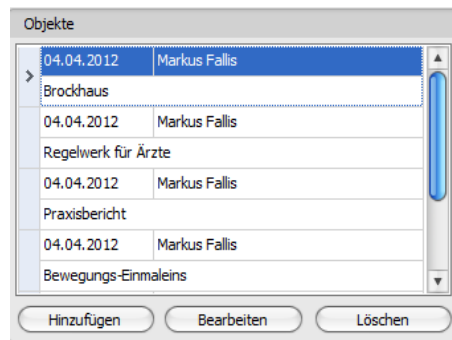 Objekte
04.04.2012 Markus Fallis
Brockhaus
04.04.2012 Markus Fallis
Regelwerk für Ärzte
04.04.2012 Markus Fallis
Praxisbericht
04.04.2012 Markus Fallis
Bewegungs-Einmaleins
Hinzufügen Bearbeiten Löschen